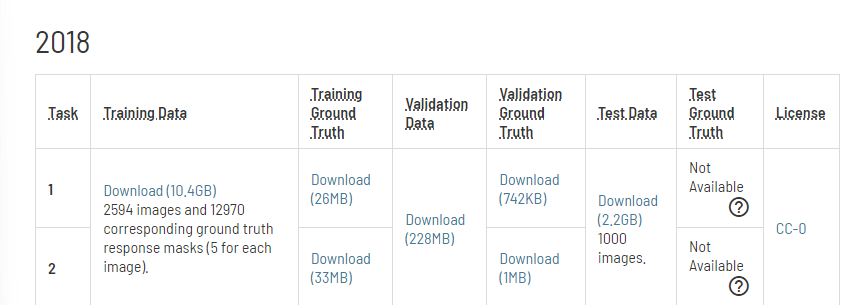 2018
Task
Training Data
Training
Ground
Truth
Validation
Data
Validation
Ground
Truth
Test Data
Test
Ground
Truth
License
1
Download (10.4GB)
2594 images and 12970
corresponding ground truth
response masks (5 for each
image).
Download
(26MB)
Download
(228MB)
Download
(742KB)
Download
(2.2GB)
1000
images.
Not
Available
?
CC-0
2
Download
(33MB)
Download
(1MB)
Not
Available
?